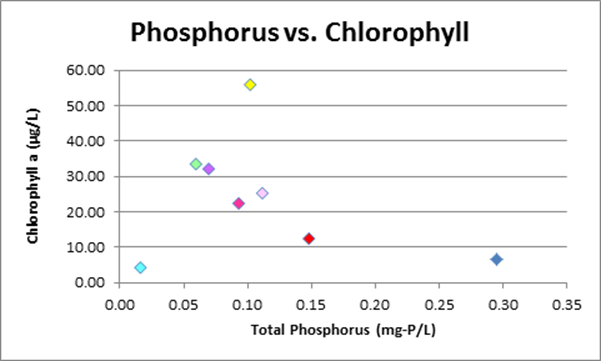 Phosphorus vs. Chlorophyll
60.00
50.00
40.00
30.00
20.00
10.00
0.00
Chlorophyll a (µg/L)
0.00 0.05 0.10 0.15 0.20 0.25 0.30 0.35
Total Phosphorus (mg-P/L)